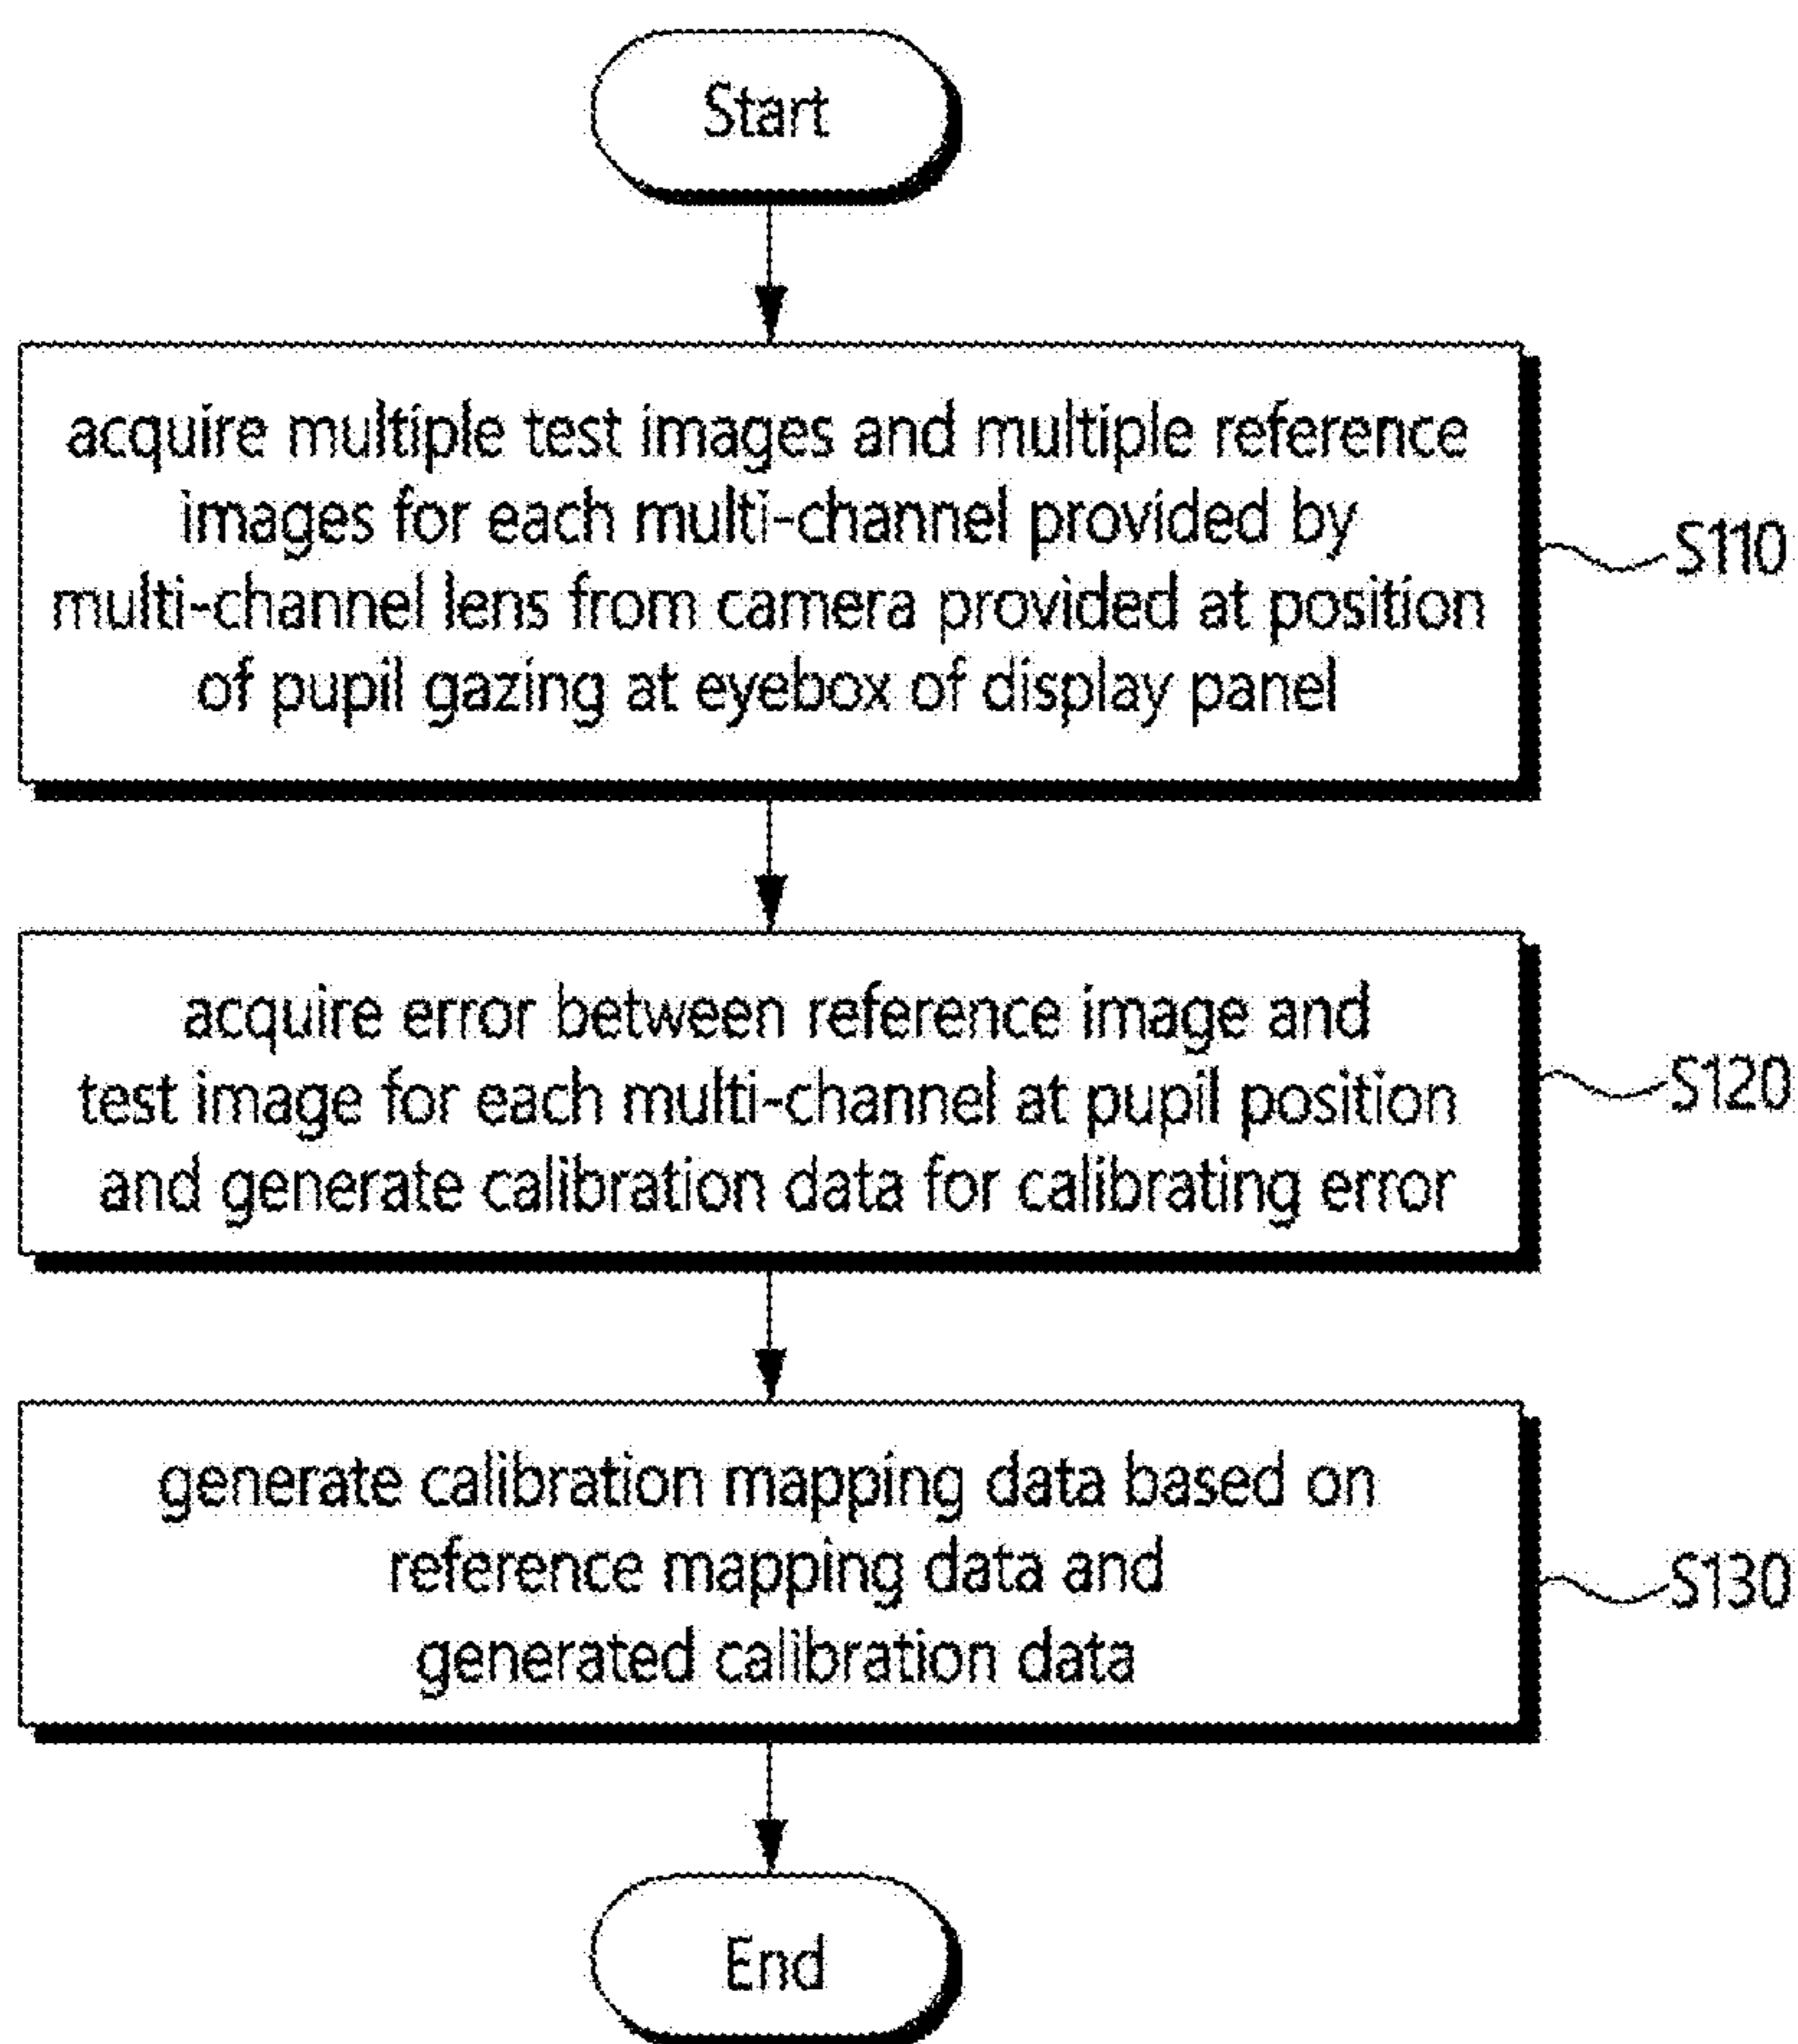 Start
acquire multiple test images and multiple reference
images for each multi-channel provided by
multi-channel lens from camera provided at position
of pupil gazing at eyebox of display panel
S110
acquire error between reference image and
test image for each multi-channel at pupil position
and generate calibration data for calibrating error
S120
generate calibration mapping data based on
reference mapping data and
generated calibration data
S130
End